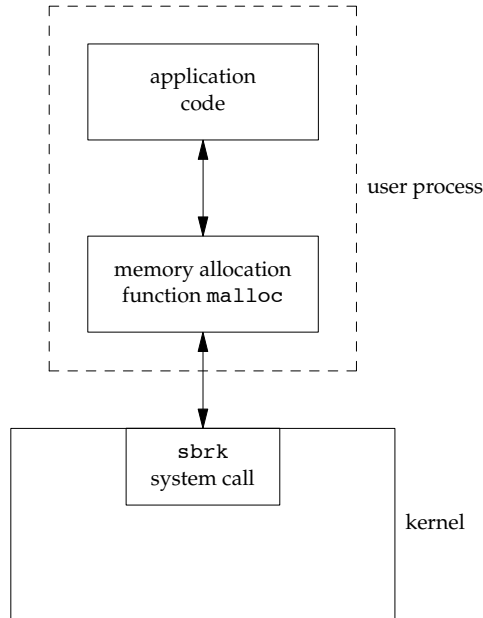 application
code
user process
memory allocation
function malloc
sbrk
system call
kernel